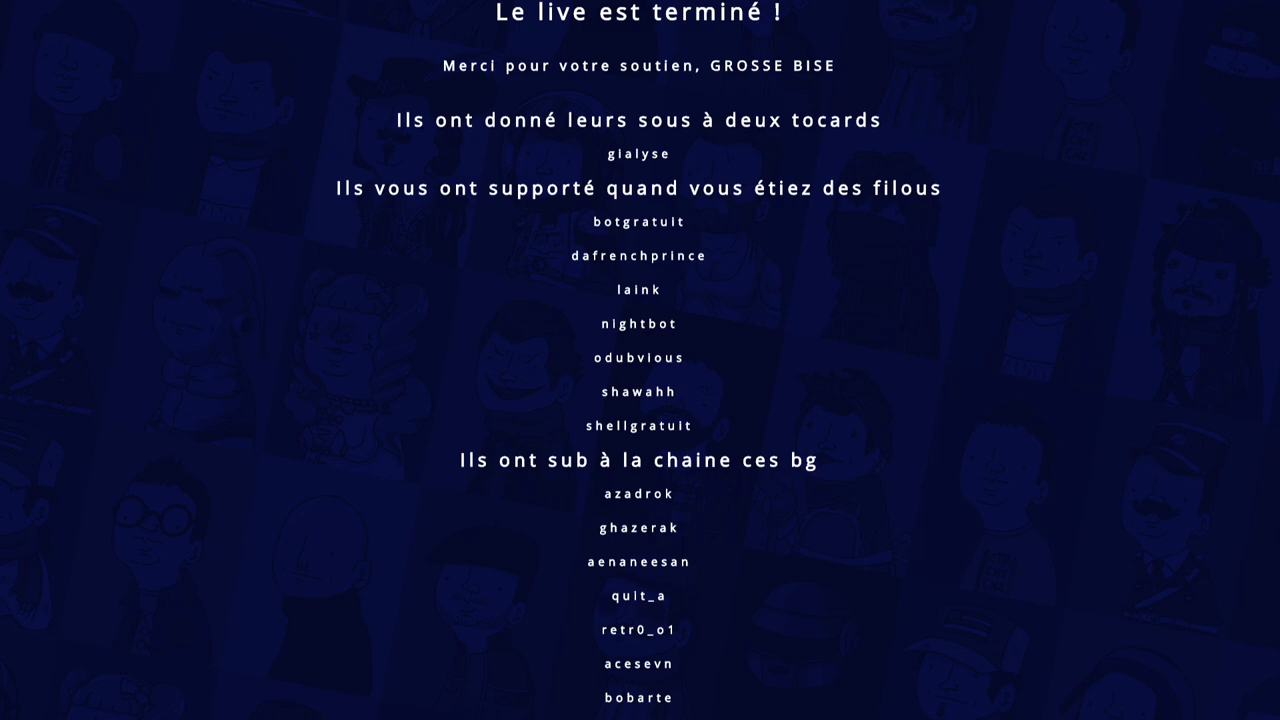 Le live est terminé !
Merci pour votre soutien, GROSSE BISE
Ils ont donné leurs sous à deux tocards
gialyse
Ils vous ont supporté quand vous étiez des filous
botgratuit
dafrenchprince
laink
nightbot
odubvious
shawahh
shellgratuit
Ils ont sub à la chaine ces bg
azadrok
ghazerak
aenaneesan
quit_a
retr0_o1
acesevn
bobarte